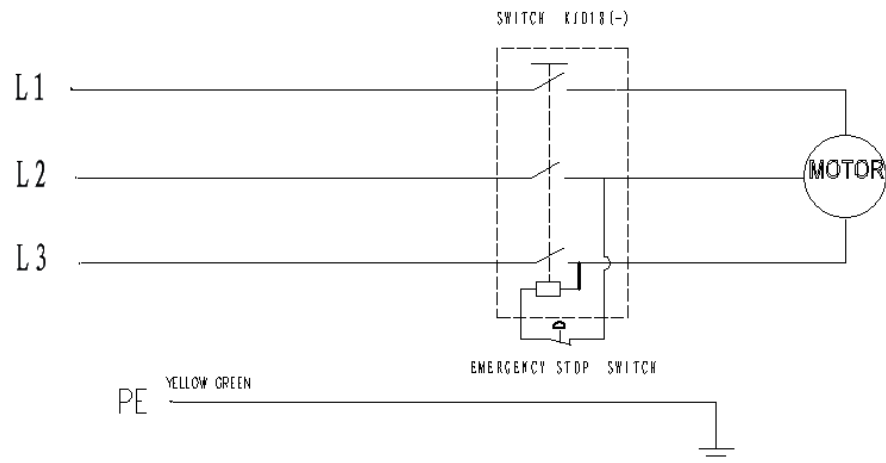 SWITCH KJD18(-)
L1
L2
MOTOR
L3
EMERGENCY STOP SWITCH
YELLOW GREEN
PE